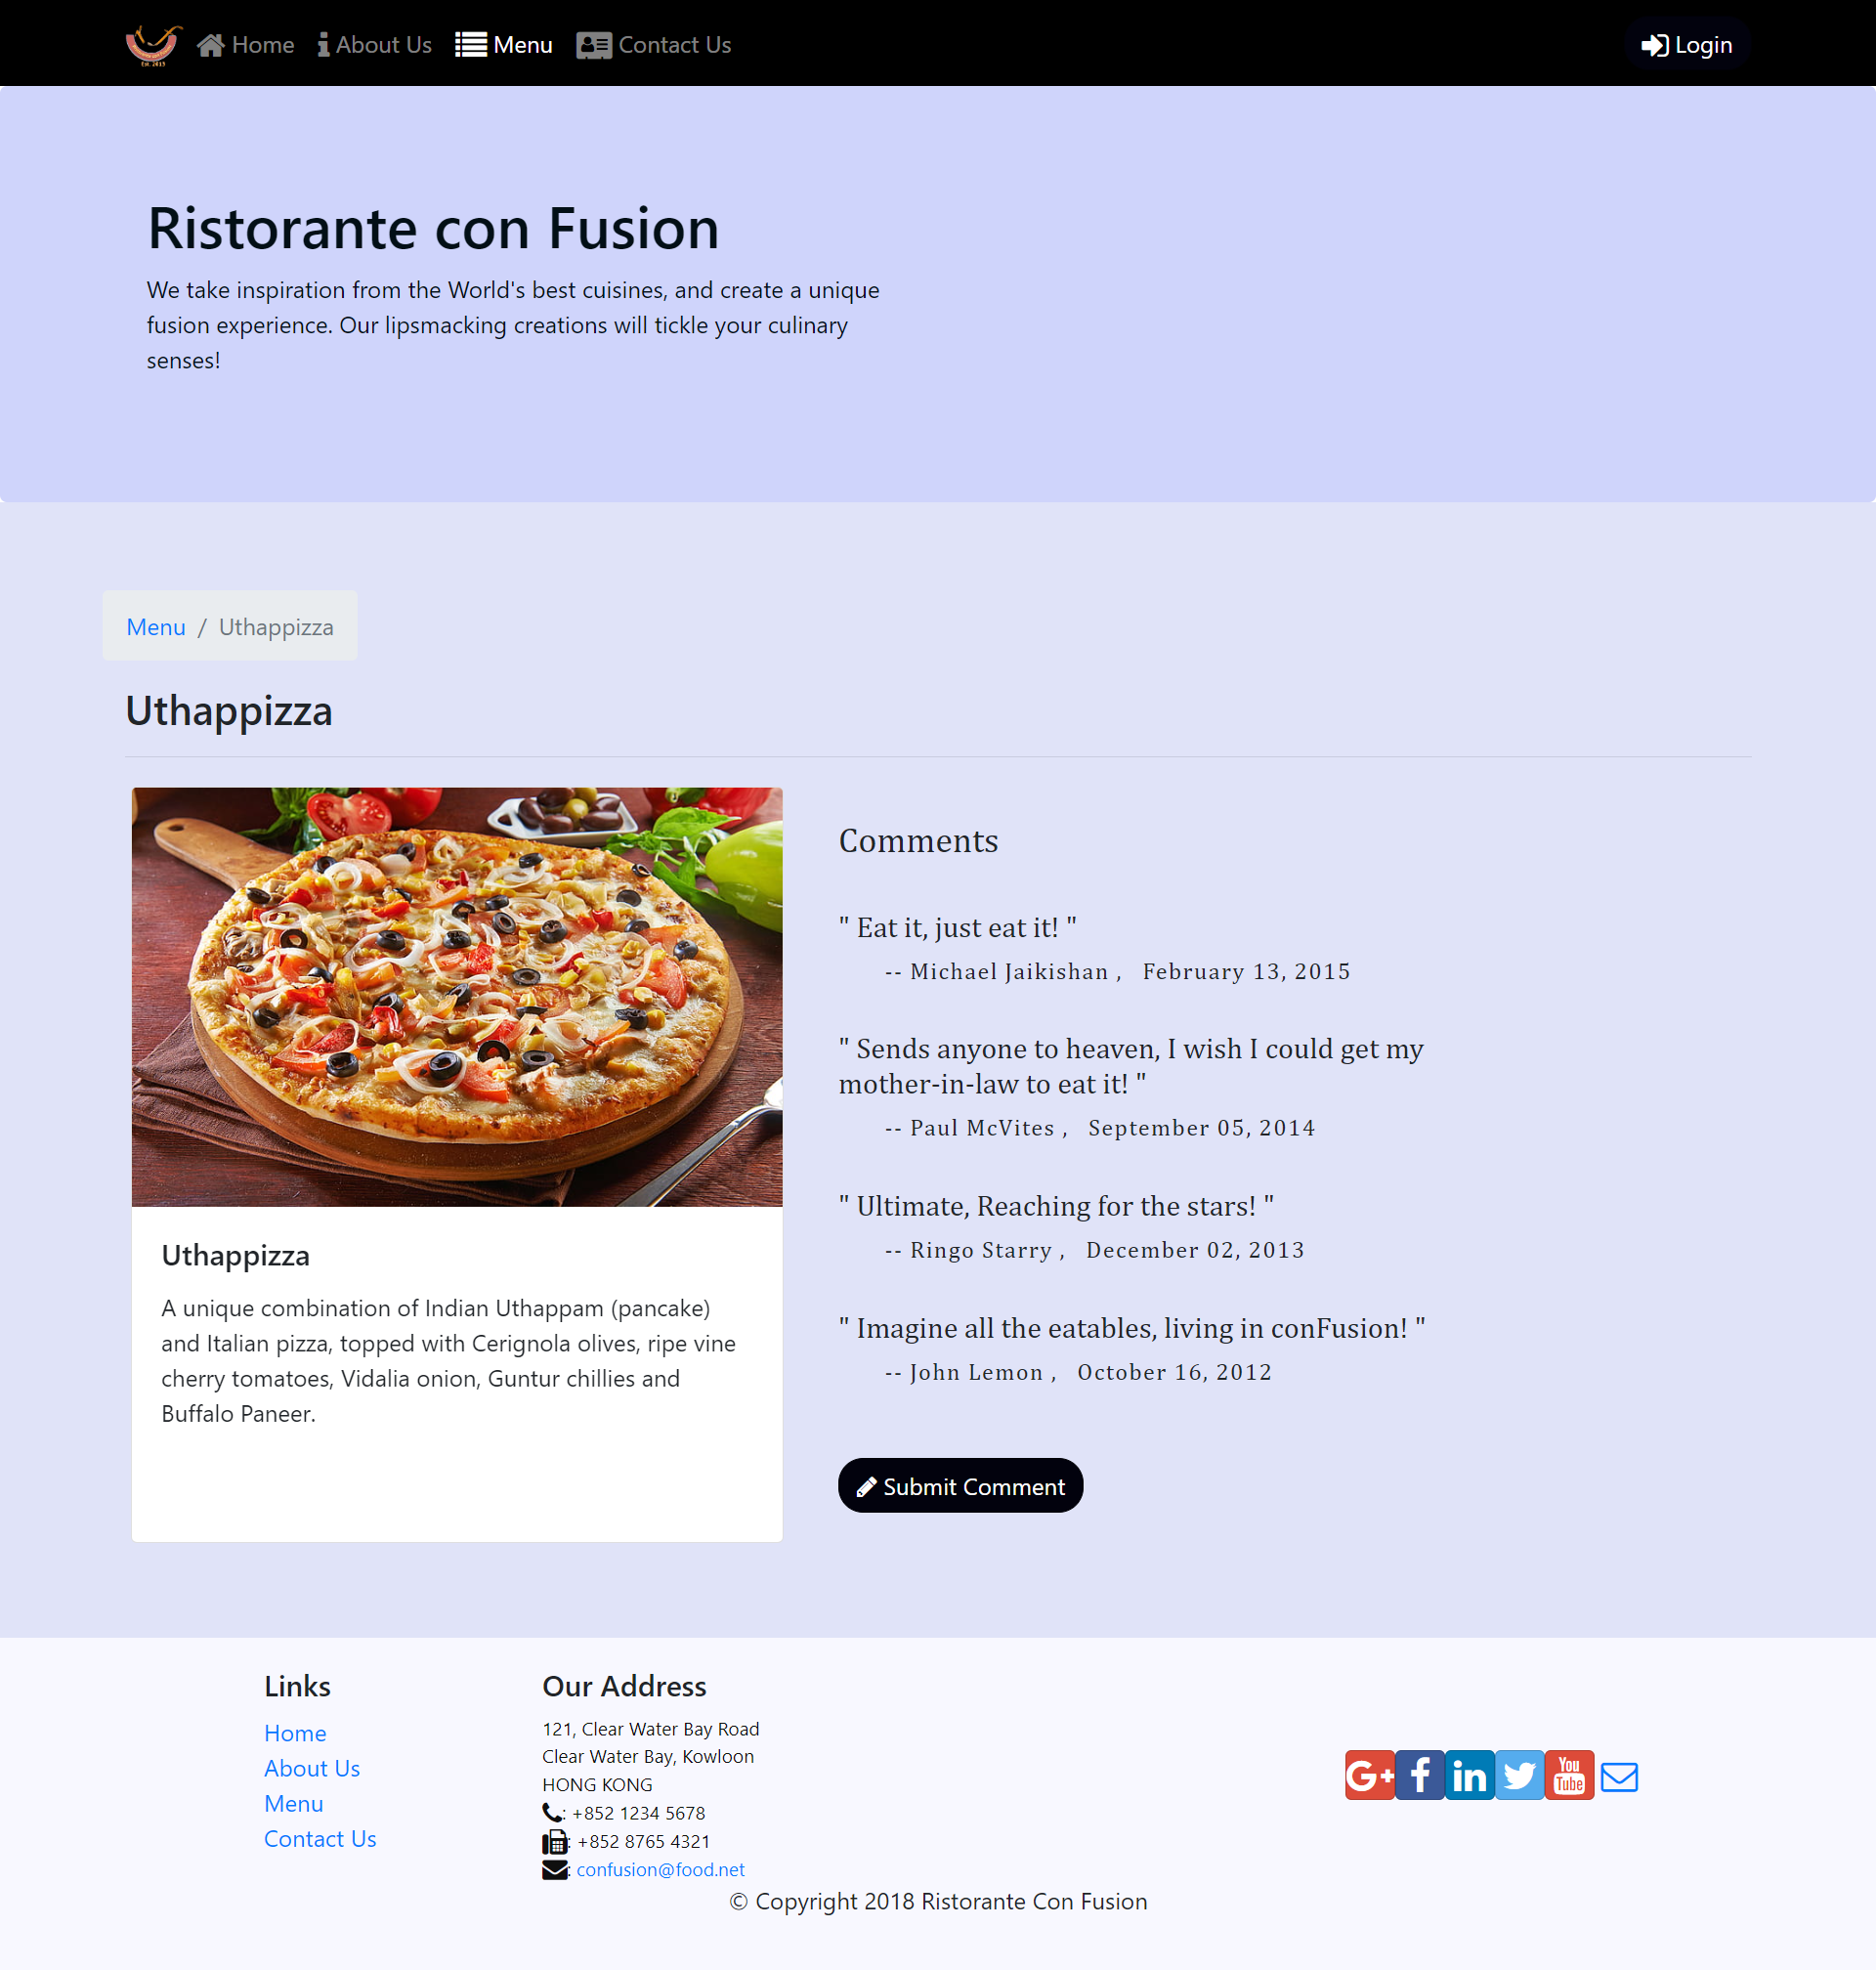 Home About Us Menu Contact Us Login
Ristorante con Fusion
We take inspiration from the World's best cuisines, and create a unique
fusion experience. Our lipsmacking creations will tickle your culinary
senses!
Menu / Uthappizza
Uthappizza
Uthappizza
A unique combination of Indian Uthappam (pancake)
and Italian pizza, topped with Cerignola olives, ripe vine
cherry tomatoes, Vidalia onion, Guntur chillies and
Buffalo Paneer.
Comments
" Eat it, just eat it! "
-- Michael Jaikishan , February 13, 2015
" Sends anyone to heaven, I wish I could get my
mother-in-law to eat it! "
-- Paul McVites , September 05, 2014
" Ultimate, Reaching for the stars! "
-- Ringo Starry , December 02, 2013
" Imagine all the eatables, living in conFusion! "
-- John Lemon , October 16, 2012
Submit Comment
Links
Home
About Us
Menu
Contact Us
Our Address
121, Clear Water Bay Road
Clear Water Bay, Kowloon
HONG KONG
: +852 1234 5678
: +852 8765 4321
: confusion@food.net
G+ f in You Tube
© Copyright 2018 Ristorante Con Fusion